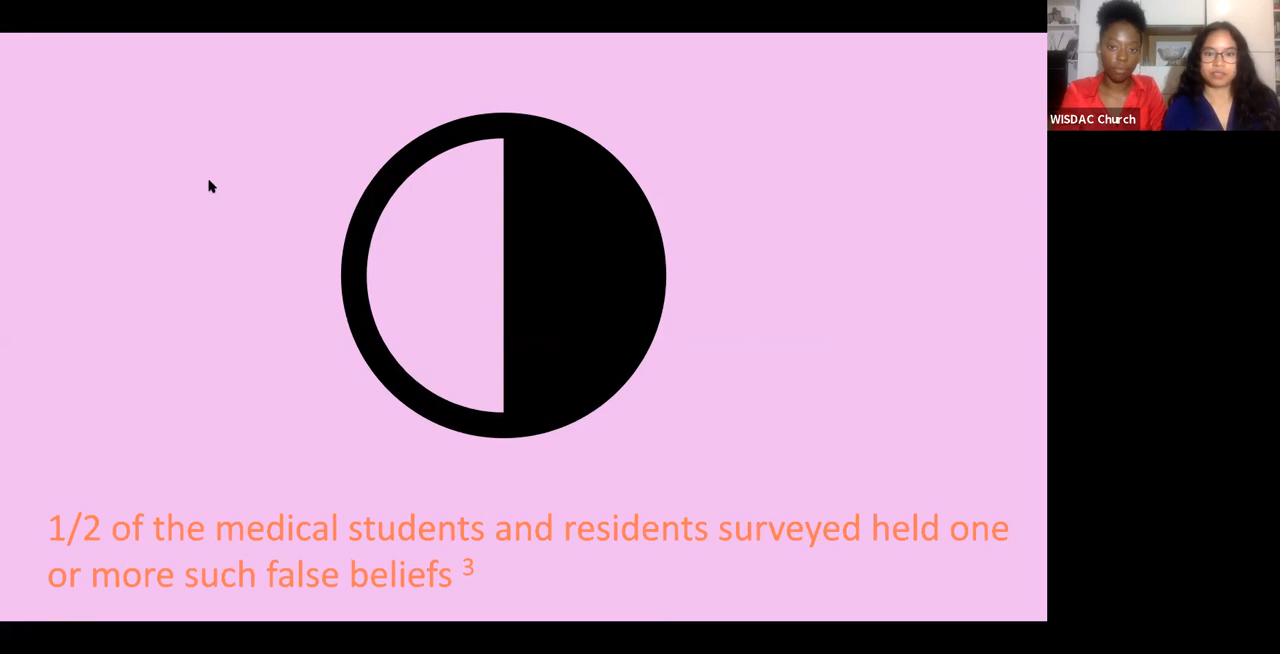 WISDAC Church
1/2 of the medical students and residents surveyed held one
or more such false beliefs 3